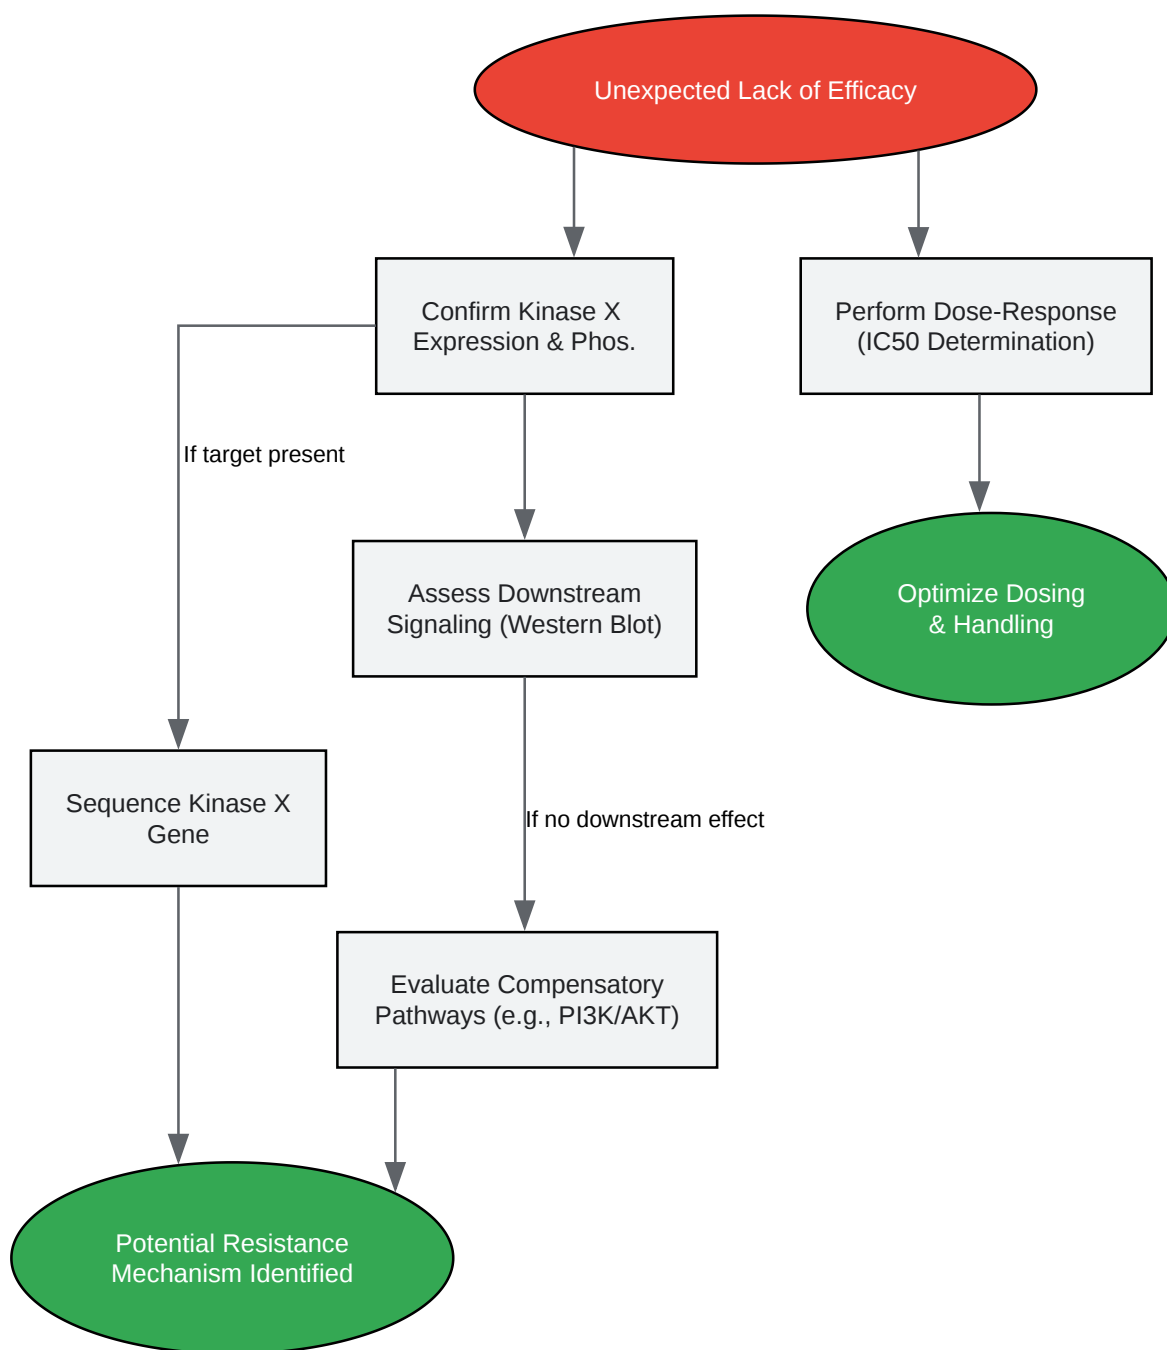 Unexpected Lack of Efficacy
Confirm Kinase X
Expression & Phos.
Perform Dose-Response
(IC50 Determination)
If target present
Assess Downstream
Signaling (Western Blot)
Optimize Dosing
& Handling
Sequence Kinase X
Gene
If no downstream effect
Evaluate Compensatory
Pathways (e.g., PI3K/AKT)
Potential Resistance
Mechanism Identified